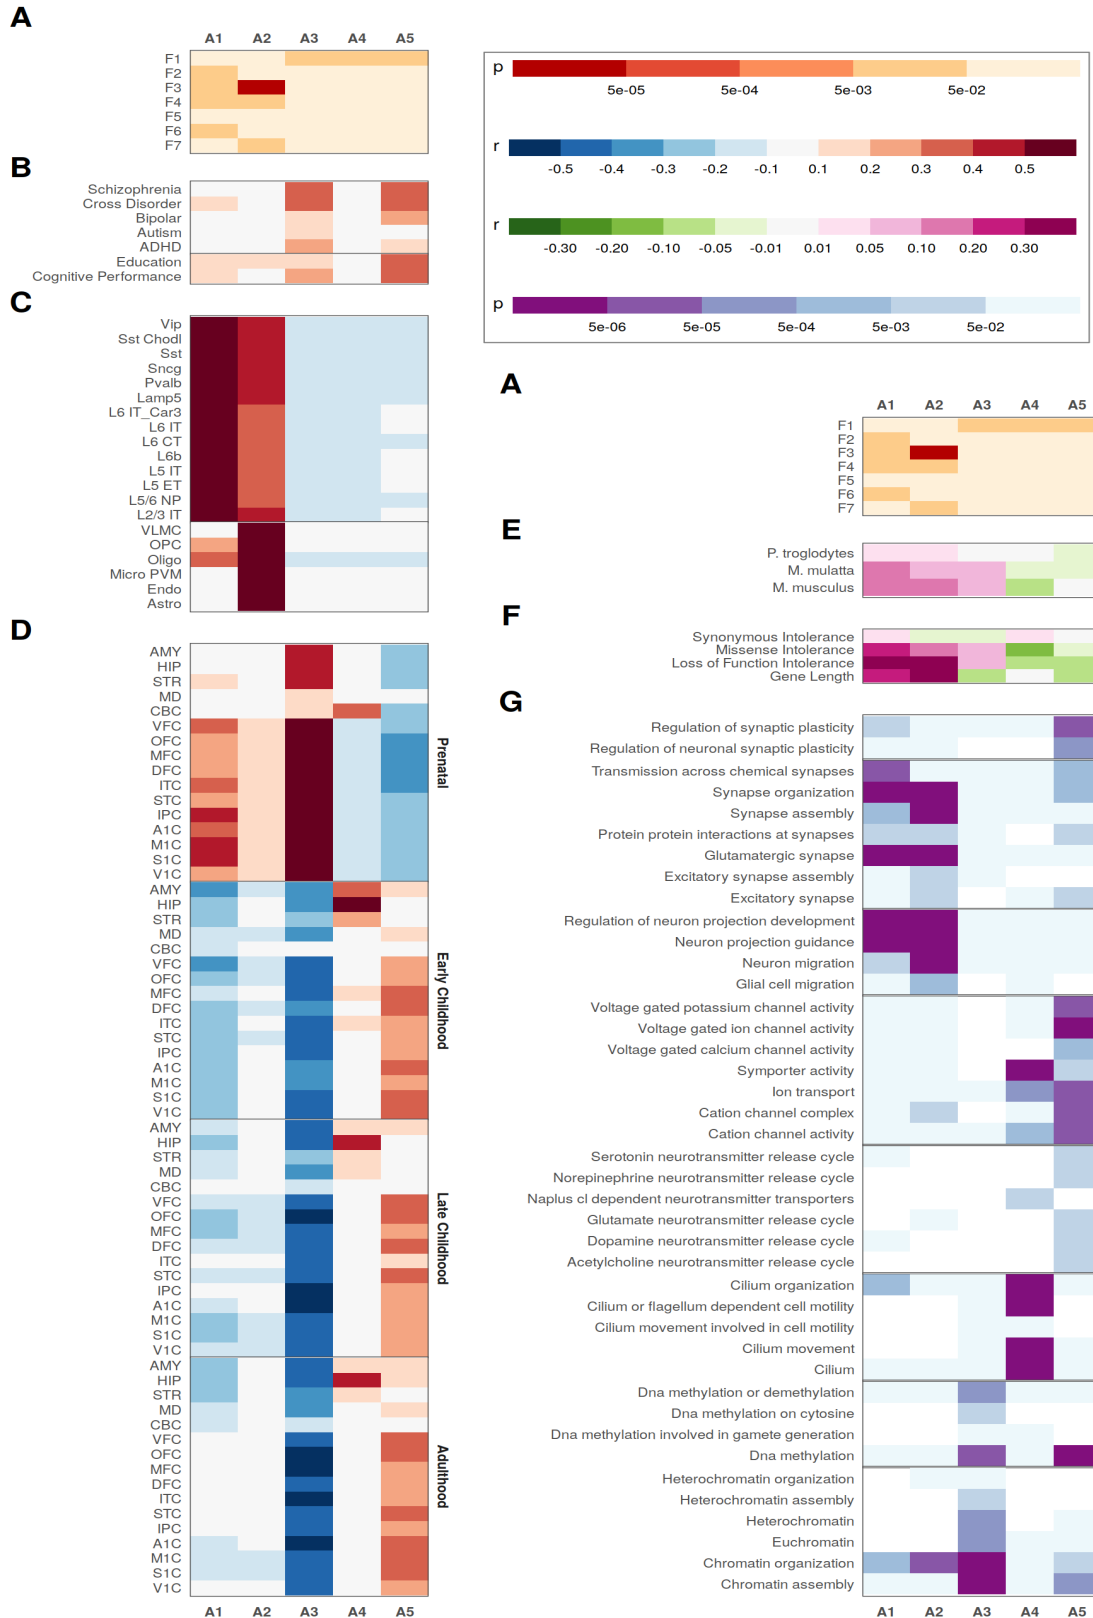 A
A1 A2 A3 A4 A5
F1
F2
F3
F4
F5
F6
F7
B
Schizophrenia
Cross Disorder
Bipolar
Autism
ADHD
Education
Cognitive Performance
C
Vip
Sst Chodl
Sst
Sncg
Pvalb
Lamp5
L6 IT_Car3
L6 IT
L6 CT
L6b
L5 IT
L5 ET
L5/6 NP
L2/3 IT
VLMC
OPC
Oligo
Micro PVM
Endo
Astro
D
AMY
HIP
STR
MD
CBC
VFC
OFC
MFC
DFC
ITC
STC
IPC
A1C
M1C
S1C
V1C
Prenatal
AMY
HIP
STR
MD
CBC
VFC
OFC
MFC
DFC
ITC
STC
IPC
A1C
M1C
S1C
V1C
Early Childhood
AMY
HIP
STR
MD
CBC
VFC
OFC
MFC
DFC
ITC
STC
IPC
A1C
M1C
S1C
V1C
Late Childhood
AMY
HIP
STR
MD
CBC
VFC
OFC
MFC
DFC
ITC
STC
IPC
A1C
M1C
S1C
V1C
Adulthood
A1 A2 A3 A4 A5
p
5e-05 5e-04 5e-03 5e-02
r
-0.5 -0.4 -0.3 -0.2 -0.1 0.1 0.2 0.3 0.4 0.5
r
-0.30 -0.20 -0.10 -0.05 -0.01 0.01 0.05 0.10 0.20 0.30
p
5e-06 5e-05 5e-04 5e-03 5e-02
A
A1 A2 A3 A4 A5
F1
F2
F3
F4
F5
F6
F7
E
P. troglodytes
M. mulatta
M. musculus
F
Synonymous Intolerance
Missense Intolerance
Loss of Function Intolerance
Gene Length
G
Regulation of synaptic plasticity
Regulation of neuronal synaptic plasticity
Transmission across chemical synapses
Synapse organization
Synapse assembly
Protein protein interactions at synapses
Glutamatergic synapse
Excitatory synapse assembly
Excitatory synapse
Regulation of neuron projection development
Neuron projection guidance
Neuron migration
Glial cell migration
Voltage gated potassium channel activity
Voltage gated ion channel activity
Voltage gated calcium channel activity
Symporter activity
Ion transport
Cation channel complex
Cation channel activity
Serotonin neurotransmitter release cycle
Norepinephrine neurotransmitter release cycle
Naplus cl dependent neurotransmitter transporters
Glutamate neurotransmitter release cycle
Dopamine neurotransmitter release cycle
Acetylcholine neurotransmitter release cycle
Cilium organization
Cilium or flagellum dependent cell motility
Cilium movement involved in cell motility
Cilium movement
Cilium
Dna methylation or demethylation
Dna methylation on cytosine
Dna methylation involved in gamete generation
Dna methylation
Heterochromatin organization
Heterochromatin assembly
Heterochromatin
Euchromatin
Chromatin organization
Chromatin assembly
A1 A2 A3 A4 A5